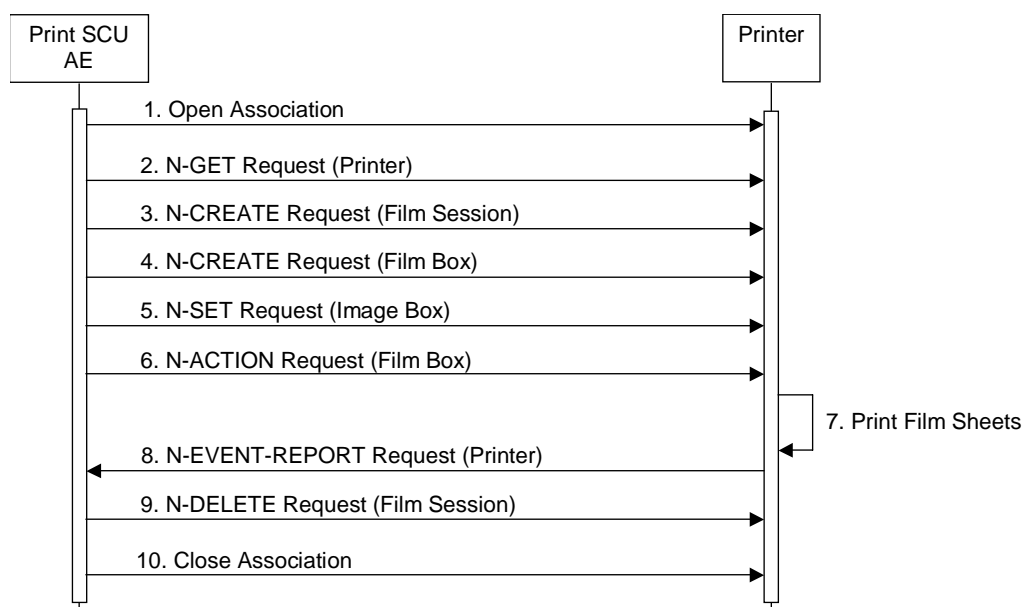 Print SCU
AE
Printer
1. Open Association
2. N-GET Request (Printer)
3. N-CREATE Request (Film Session)
4. N-CREATE Request (Film Box)
5. N-SET Request (Image Box)
6. N-ACTION Request (Film Box)
7. Print Film Sheets
8. N-EVENT-REPORT Request (Printer)
9. N-DELETE Request (Film Session)
10. Close Association